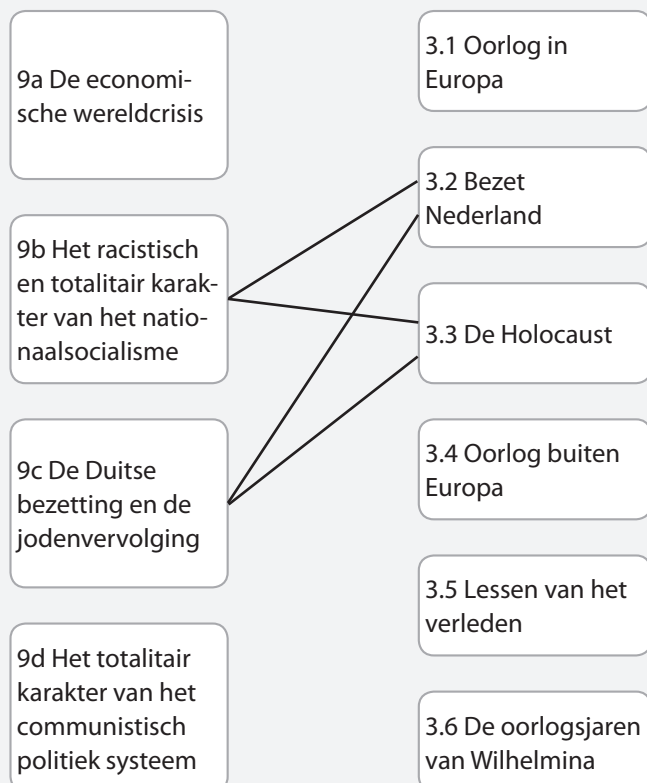 9a De economi-
sche wereldcrisis
9b Het racistisch
en totalitair karak-
ter van het natio-
naalsocialisme
9c De Duitse
bezetting en de
jodenvervolging
9d Het totalitair
karakter van het
communistisch
politiek systeem
3.1 Oorlog in
Europa
3.2 Bezet
Nederland
3.3 De Holocaust
3.4 Oorlog buiten
Europa
3.5 Lessen van het
verleden
3.6 De oorlogsjaren
van Wilhelmina